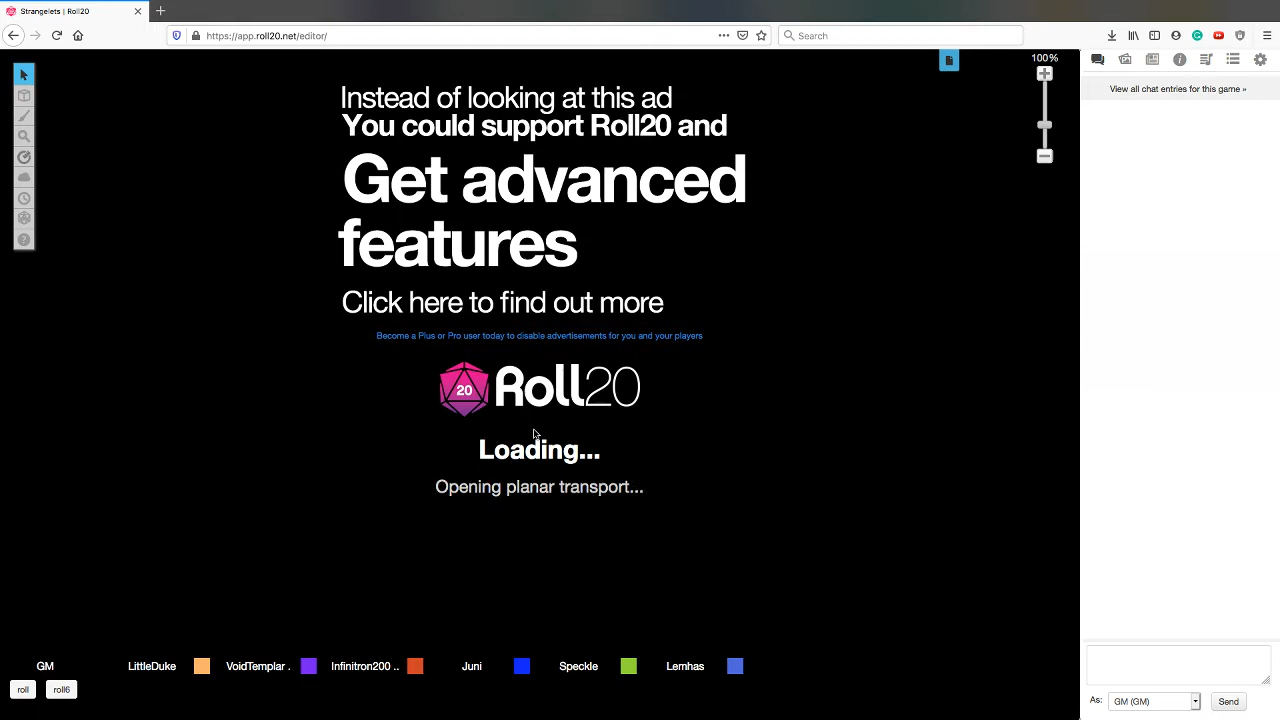 Strangelets | Roll20
https://app.roll20.net/editor/
Search
100%
View all chat entries for this game »
Instead of looking at this ad
You could support Roll20 and
Get advanced
features
Click here to find out more
Become a Plus or Pro user today to disable advertisements for you and your players
20 Roll20
Loading...
Opening planar transport...
GM LittleDuke VoidTemplar . Infinitron200 .. Juni Speckle Lemhas
roll roll6
As: GM (GM) Send